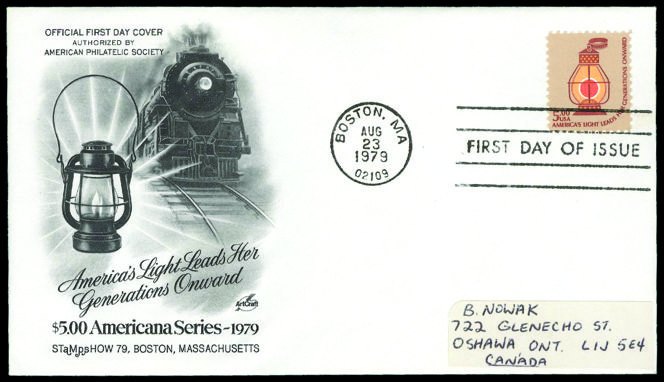 OFFICIAL FIRST DAY COVER
AUTHORIZED BY
AMERICAN PHILATELIC SOCIETY
BOSTON, MA
AUG
23
1979
02109
5.00
USA
AMERICA'S LIGHT LEADS HER GENERATIONS ONWARD
FIRST DAY OF ISSUE
America's Light Leads Her
Generations Onward
ArtCraft
$5.00 Americana Series-1979
STaMpsHOW 79, BOSTON, MASSACHUSETTS
B. NOWAK
722 GLENECHO ST.
OSHAWA ONT. L1J 5E4
CANADA